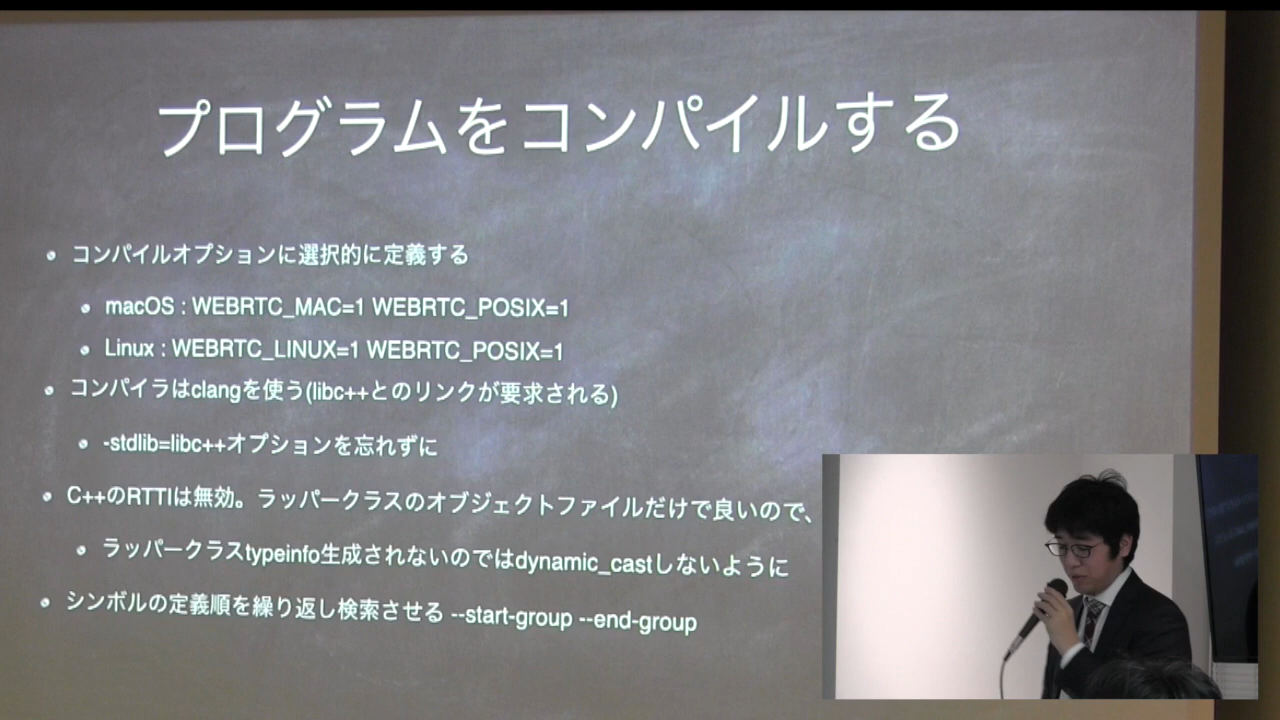 プログラムをコンパイルする
コンパイルオプションに選択的に定義する
macOS : WEBRTC_MAC=1 WEBRTC_POSIX=1
Linux : WEBRTC_LINUX=1 WEBRTC_POSIX=1
コンパイラはclangを使う(libc++とのリンクが要求される)
-stdlib=libc++オプションを忘れずに
C++のRTTIは無効。ラッパークラスのオブジェクトファイルだけで良いので、
ラッパークラスtypeinfo生成されないのではdynamic_castしないように
シンボルの定義順を繰り返し検索させる --start-group --end-group